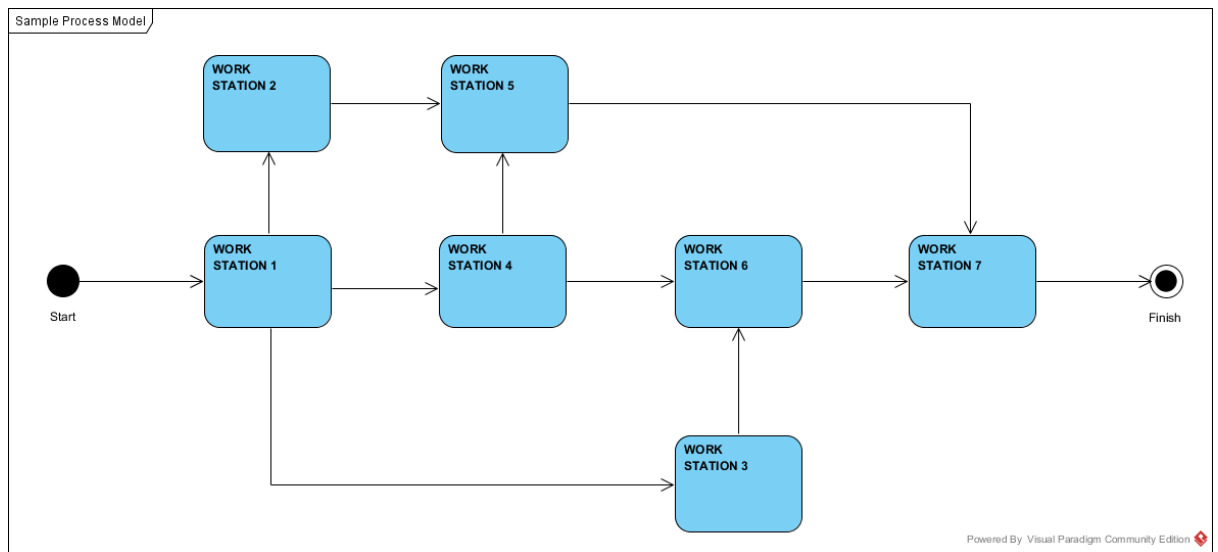 Sample Process Model
WORK
STATION 2
WORK
STATION 5
WORK
STATION 1
WORK
STATION 4
WORK
STATION 6
WORK
STATION 7
Start
Finish
WORK
STATION 3
Powered By Visual Paradigm Community Edition